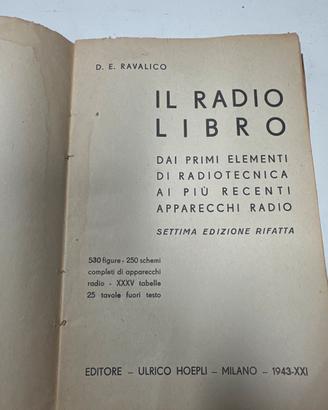 D. E. RAVALICO
IL RADIO
LIBRO
DAI PRIMI ELEMENTI
DI RADIOTECNICA
AI PIÙ RECENTI
APPARECCHI RADIO
SETTIMA EDIZIONE RIFATTA
530 figure - 250 schemi
completi di apparecchi
radio - XXXV tabelle
25 tavole fuori testo
EDITORE – ULRICO HOEPLI – MILANO – 1943-XXI